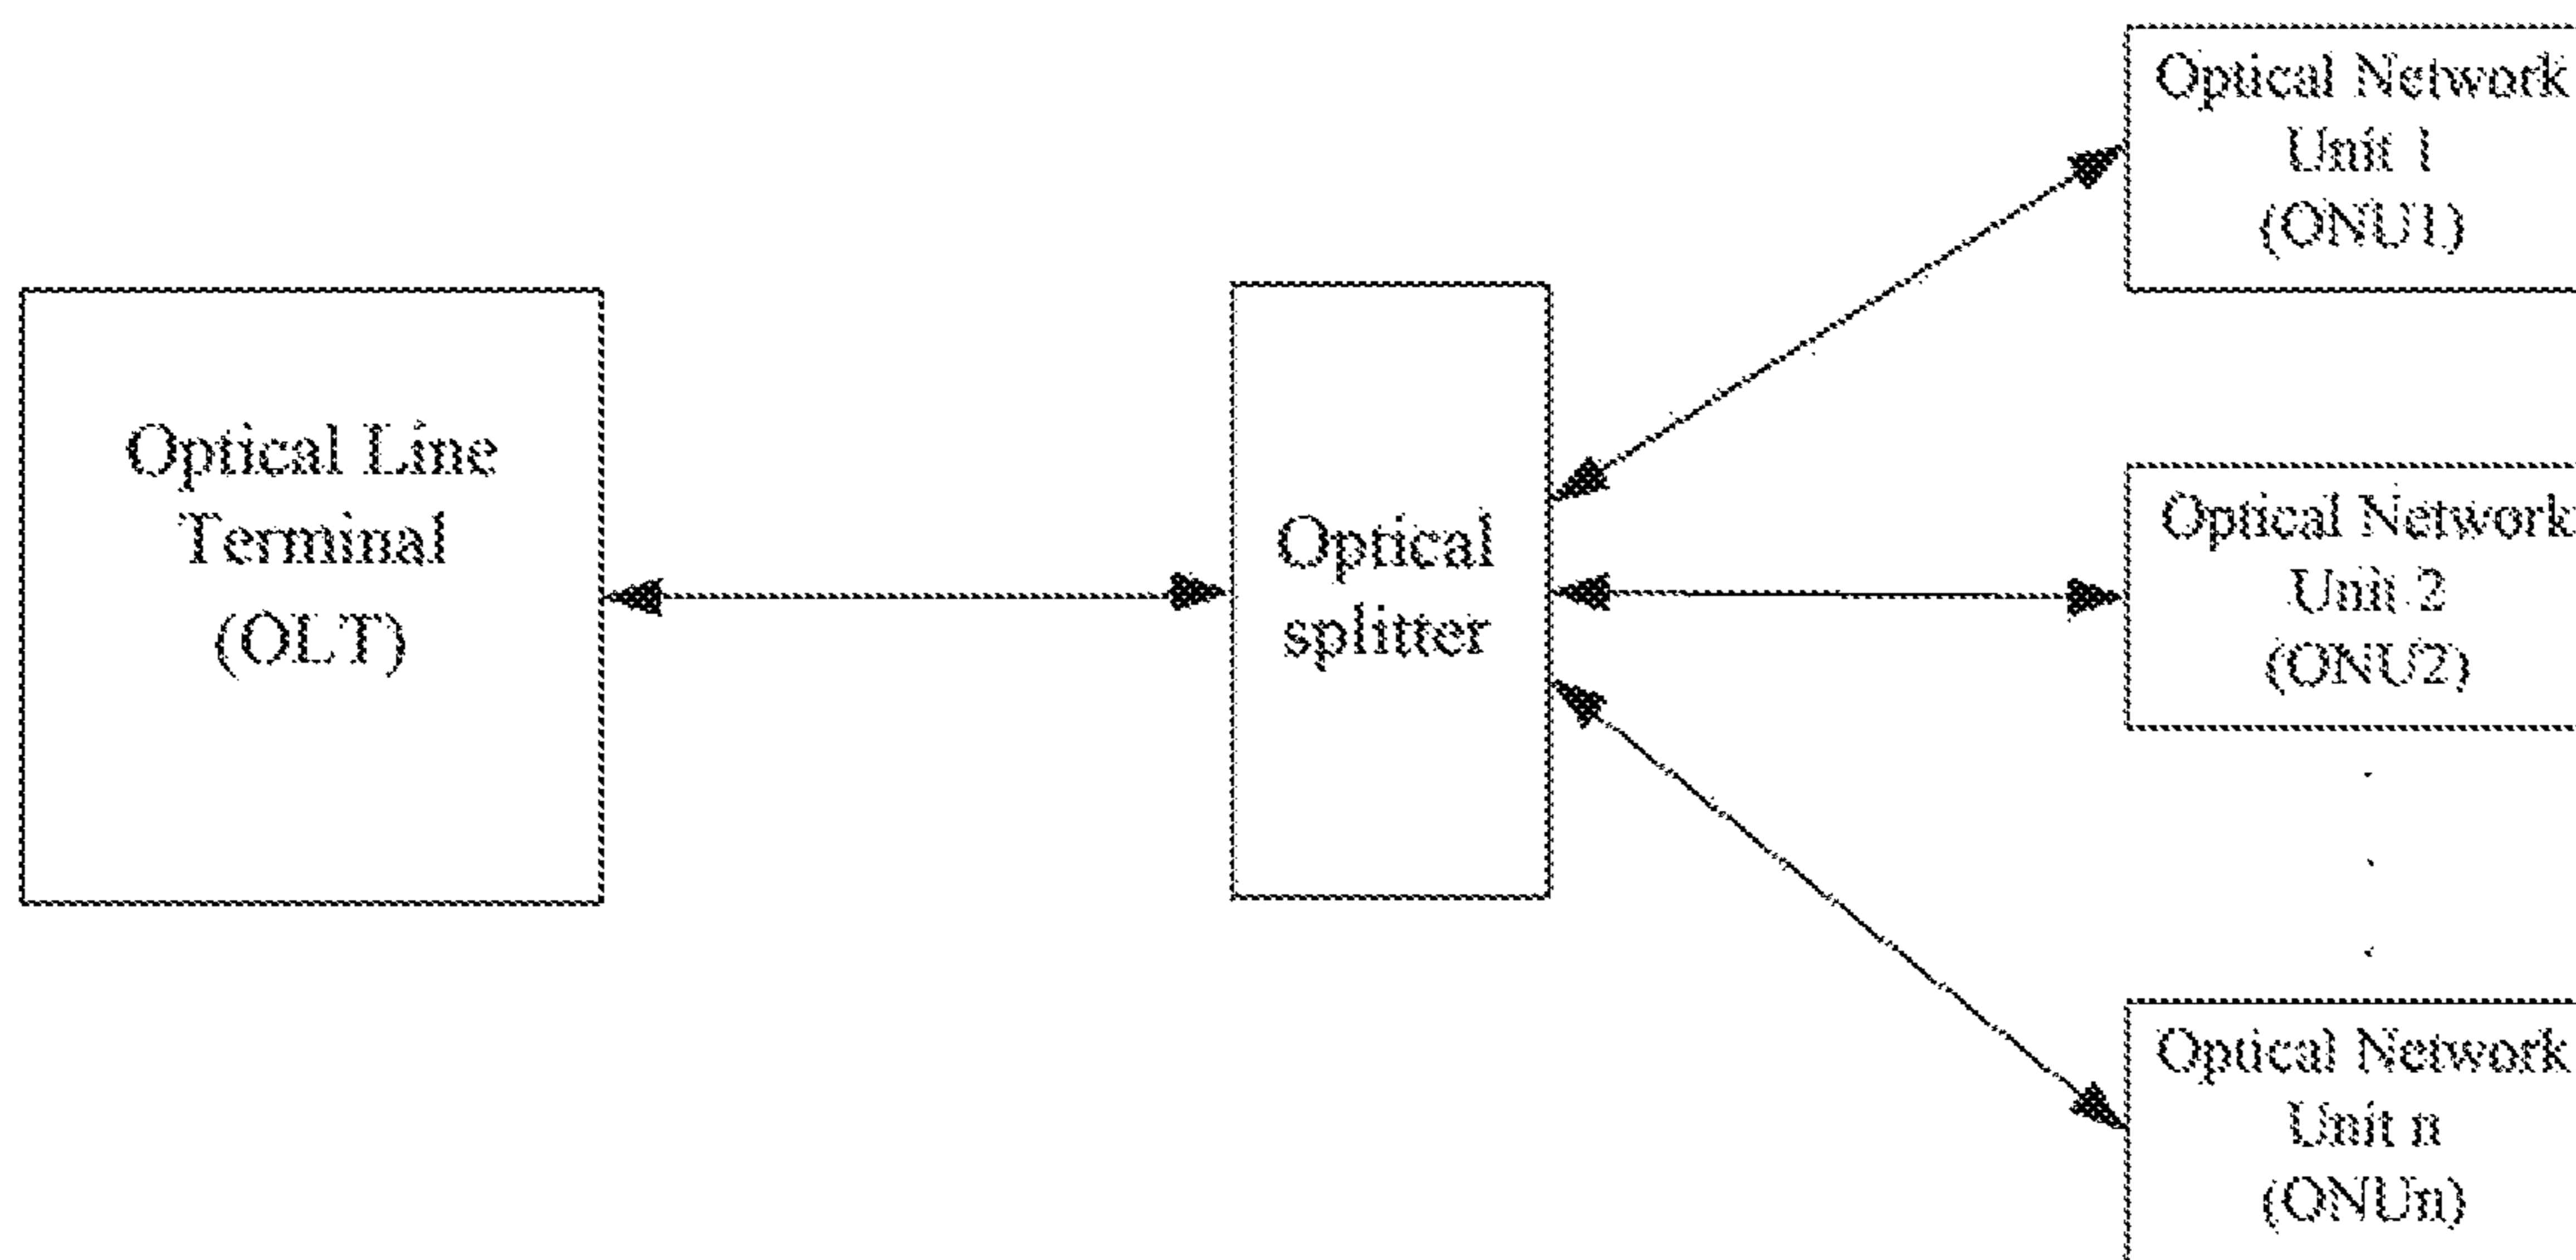 Optical Line
Terminal
(OLT)
Optical
splitter
Optical Network
Unit 1
(ONU1)
Optical Network
Unit 2
(ONU2)
Optical Network
Unit n
(ONUn)